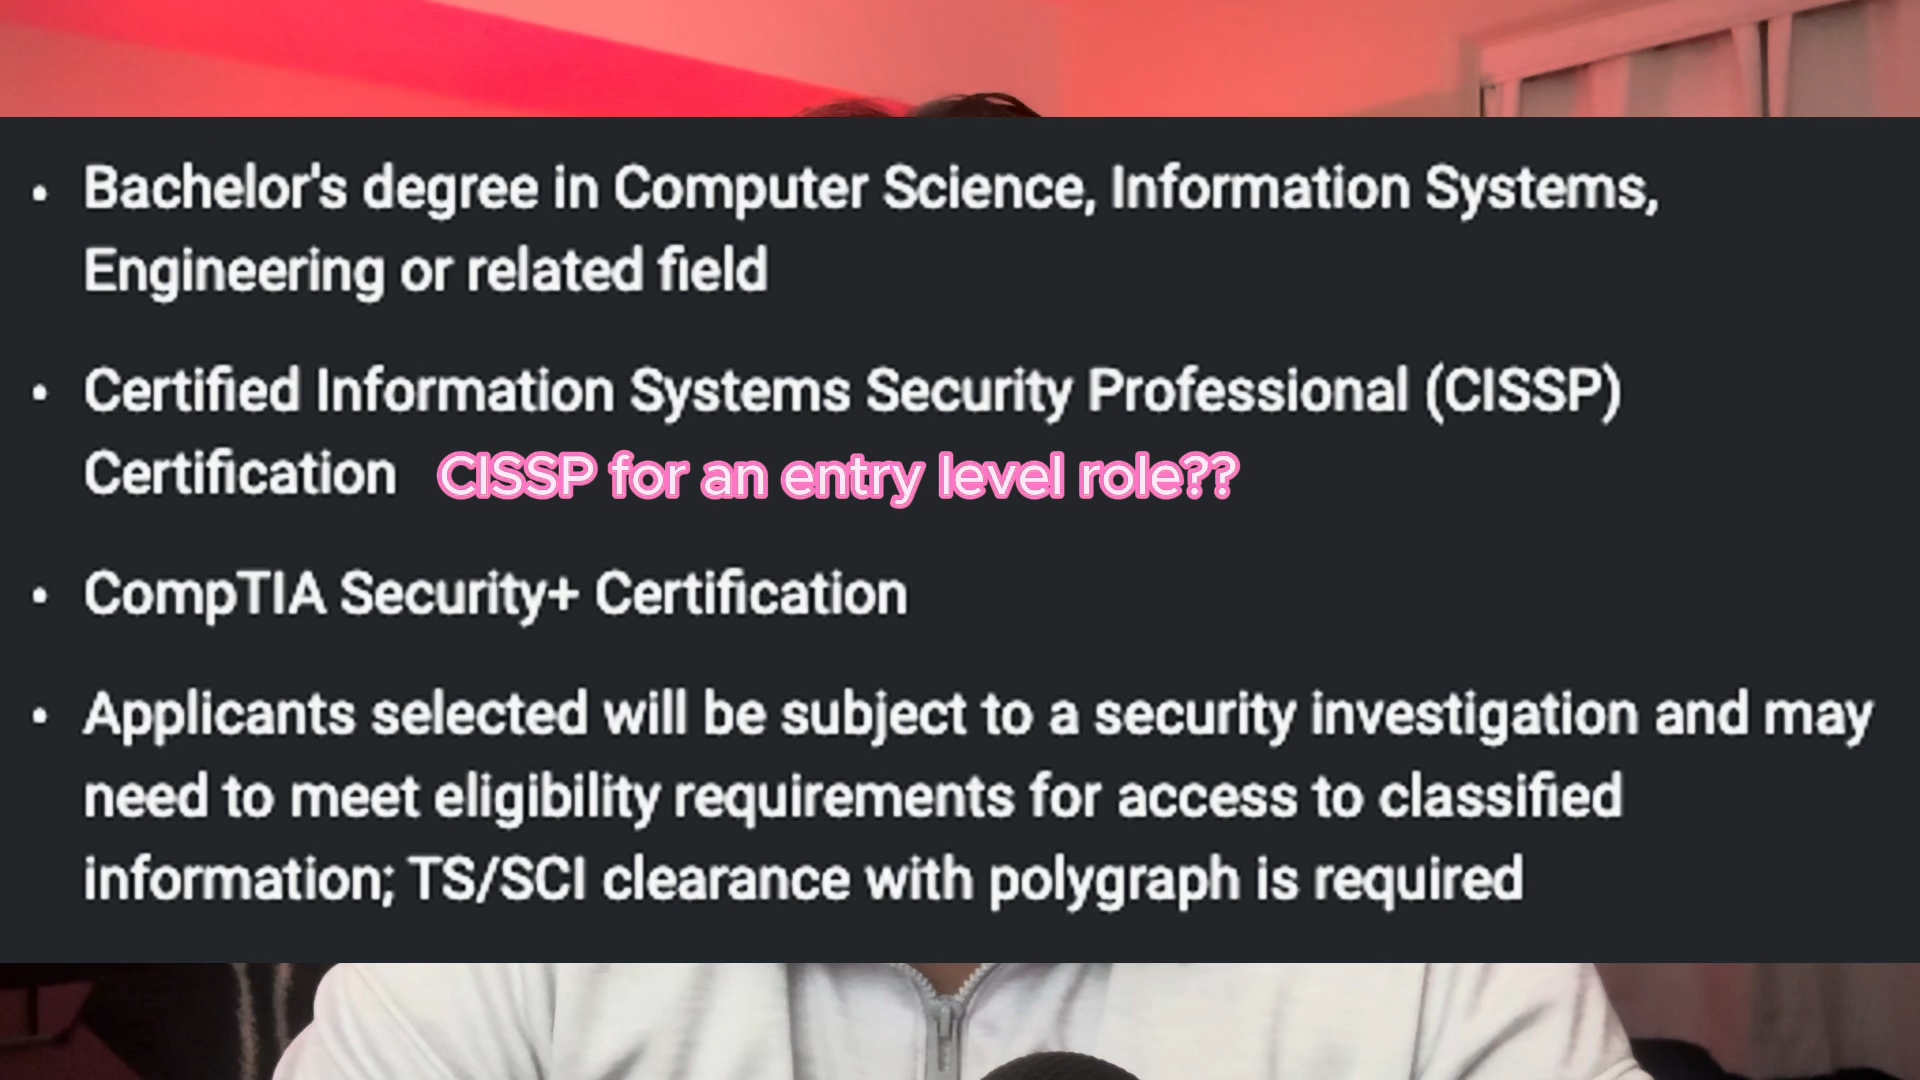 • Bachelor's degree in Computer Science, Information Systems,
Engineering or related field
• Certified Information Systems Security Professional (CISSP)
Certification CISSP for an entry level role??
• CompTIA Security+ Certification
• Applicants selected will be subject to a security investigation and may
need to meet eligibility requirements for access to classified
information; TS/SCI clearance with polygraph is required